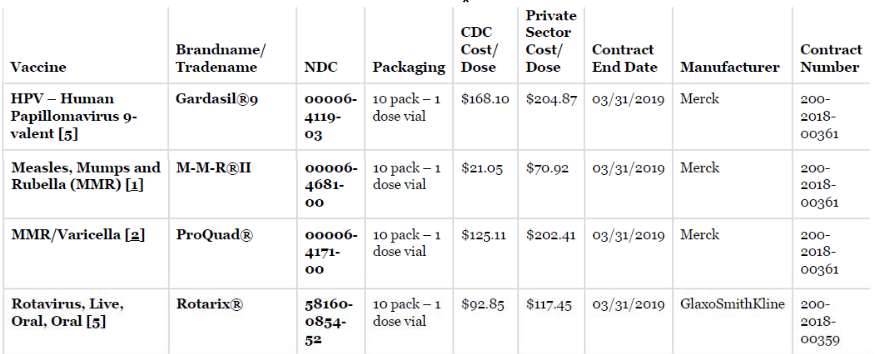 Vaccine Brandname/ Tradename NDC Packaging CDC Cost/ Dose Private Sector Cost/ Dose Contract End Date Manufacturer Contract Number
HPV – Human Papillomavirus 9-valent [5] Gardasil®9 00006-4119-03 10 pack – 1 dose vial $168.10 $204.87 03/31/2019 Merck 200-2018-00361
Measles, Mumps and Rubella (MMR) [1] M-M-R®II 00006-4681-00 10 pack – 1 dose vial $21.05 $70.92 03/31/2019 Merck 200-2018-00361
MMR/Varicella [2] ProQuad® 00006-4171-00 10 pack – 1 dose vial $125.11 $202.41 03/31/2019 Merck 200-2018-00361
Rotavirus, Live, Oral, Oral [5] Rotarix® 58160-0854-52 10 pack – 1 dose vial $92.85 $117.45 03/31/2019 GlaxoSmithKline 200-2018-00359